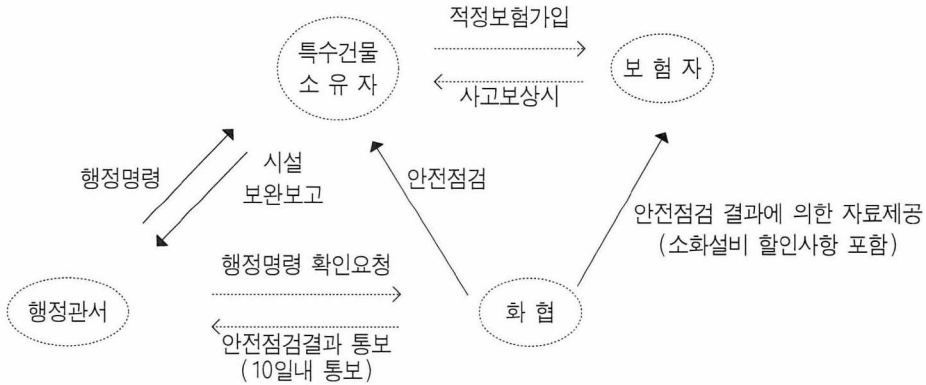 적정보험가입
특수건물
소 유 자
보 험 자
사고보상시
행정명령
시설
보완보고
안전점검
안전점검 결과에 의한 자료제공
(소화설비 할인사항 포함)
행정명령 확인요청
행정관서
화 협
안전점검결과 통보
(10일내 통보)